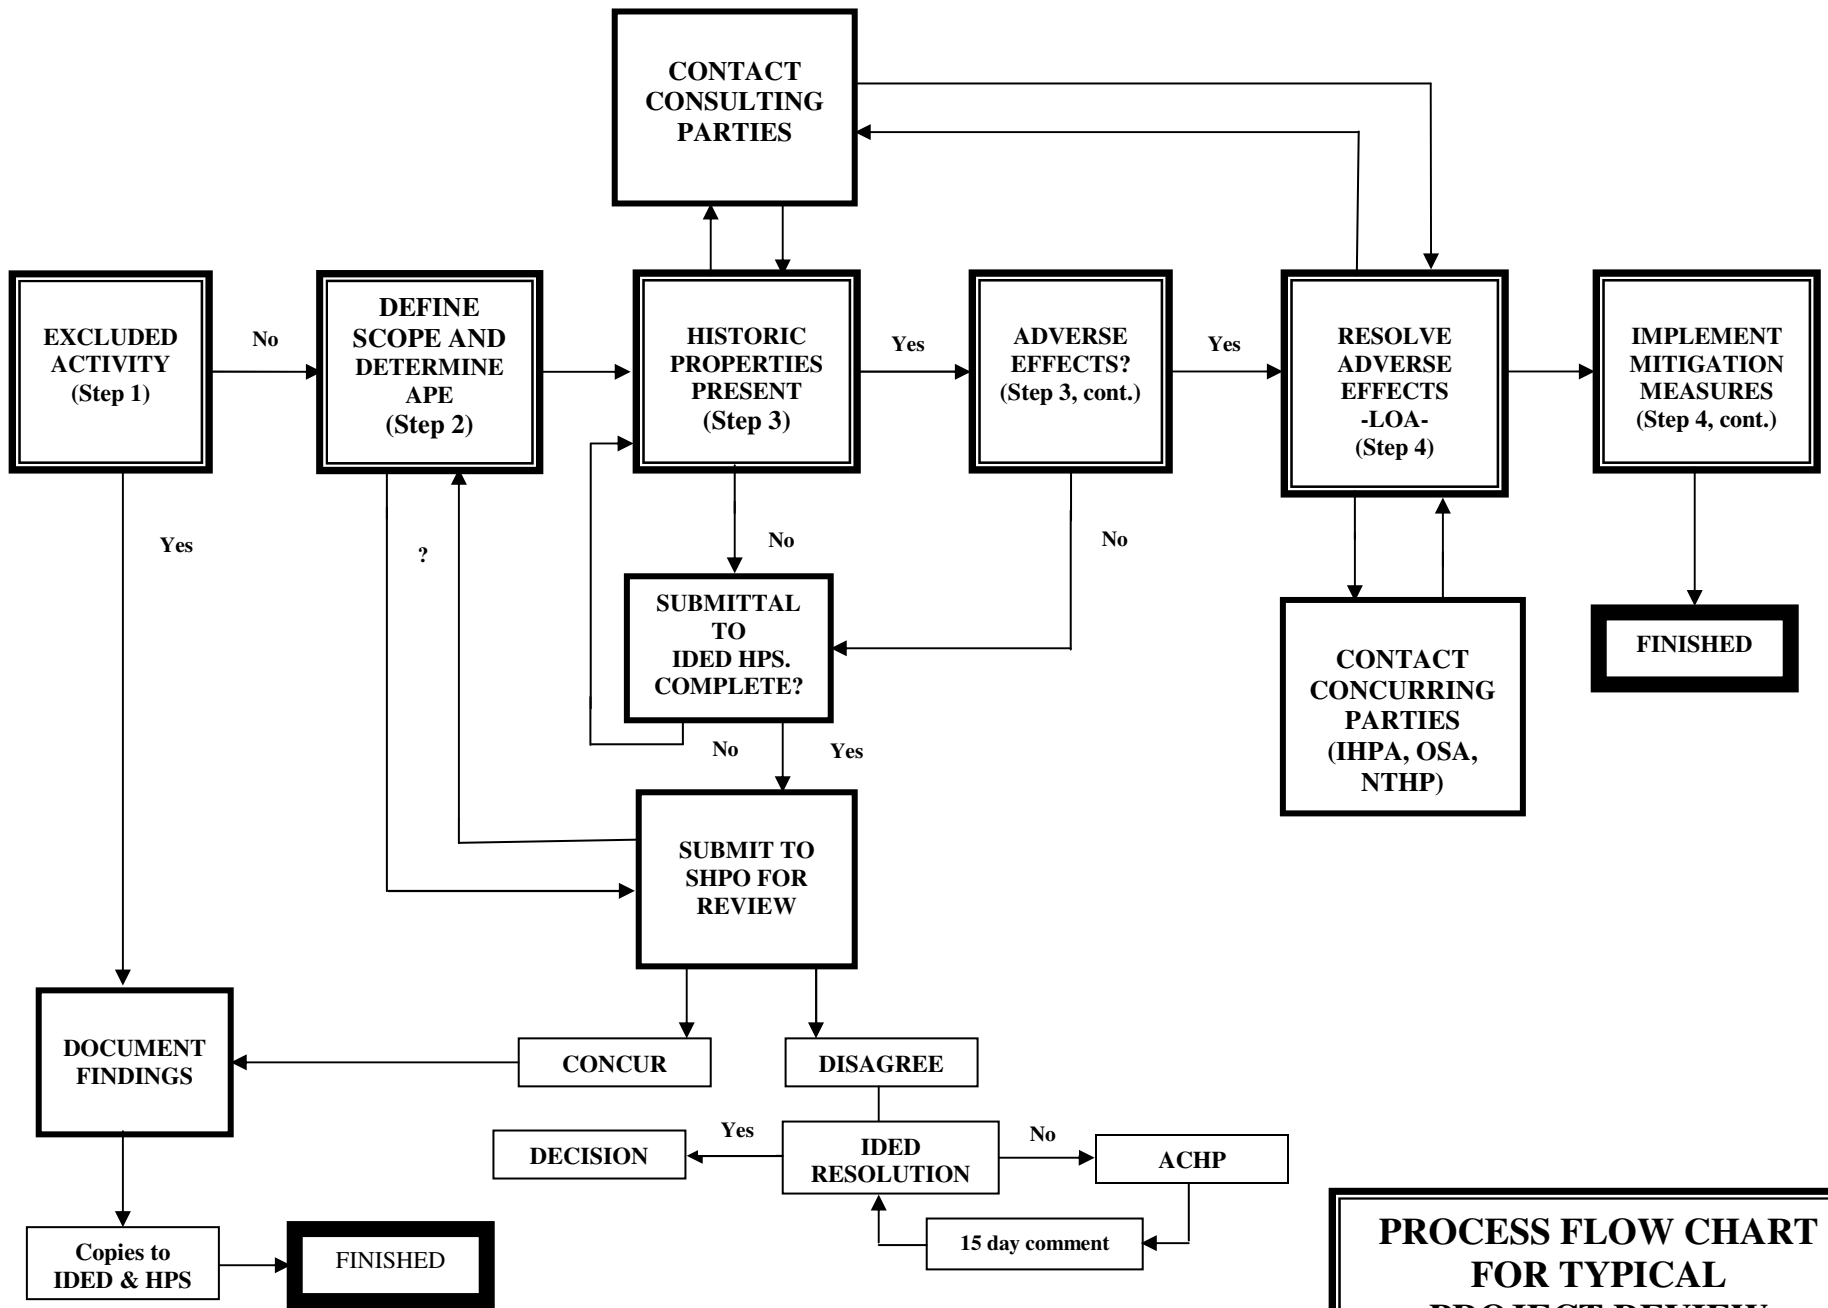 CONTACT
CONSULTING
PARTIES
EXCLUDED
ACTIVITY
(Step 1)
No
DEFINE
SCOPE AND
DETERMINE
APE
(Step 2)
HISTORIC
PROPERTIES
PRESENT
(Step 3)
Yes
ADVERSE
EFFECTS?
(Step 3, cont.)
Yes
RESOLVE
ADVERSE
EFFECTS
-LOA-
(Step 4)
IMPLEMENT
MITIGATION
MEASURES
(Step 4, cont.)
Yes
?
No
No
SUBMITTAL
TO
IDED HPS.
COMPLETE?
No
Yes
CONTACT
CONCURRING
PARTIES
(IHPA, OSA,
NTHP)
FINISHED
SUBMIT TO
SHPO FOR
REVIEW
DOCUMENT
FINDINGS
CONCUR
DISAGREE
DECISION
Yes
IDED
RESOLUTION
No
ACHP
15 day comment
Copies to
IDED & HPS
FINISHED
PROCESS FLOW CHART
FOR TYPICAL
PROJECT REVIEW